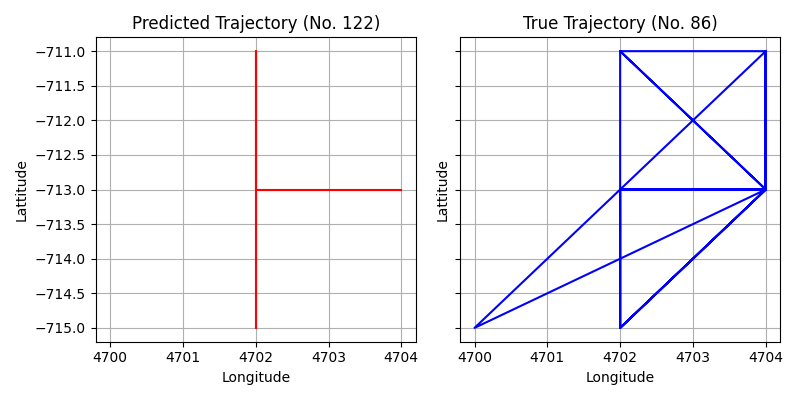 Predicted Trajectory (No. 122)
−711.0
−711.5
−712.0
−712.5
−713.0
−713.5
−714.0
−714.5
−715.0
Lattitude
4700 4701 4702 4703 4704
Longitude
True Trajectory (No. 86)
Lattitude
4700 4701 4702 4703 4704
Longitude